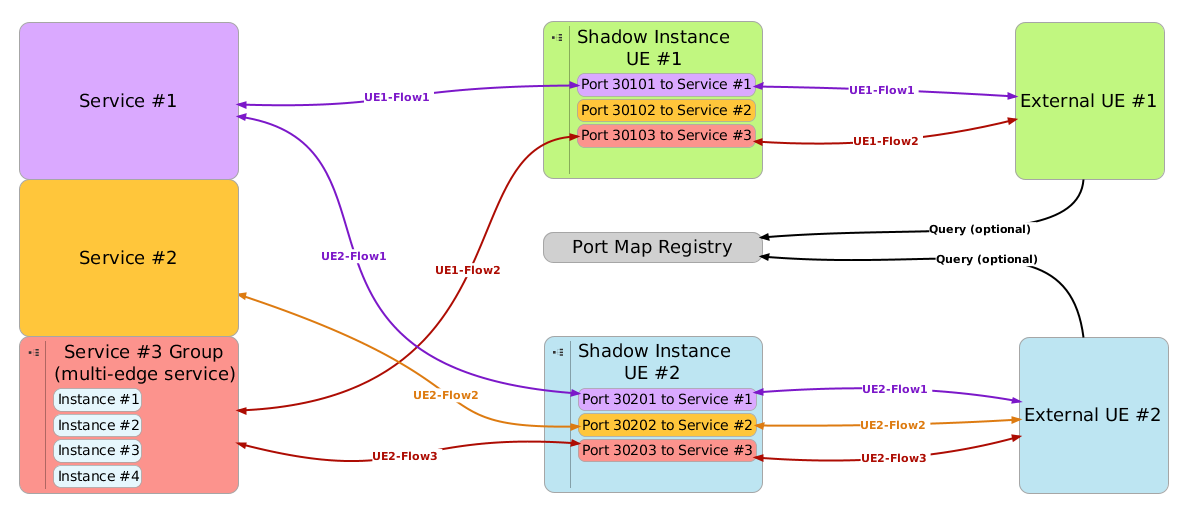 Service #1
Service #2
Service #3 Group
(multi-edge service)
Instance #1
Instance #2
Instance #3
Instance #4
UE1-Flow1
UE2-Flow1
UE1-Flow2
UE2-Flow2
UE2-Flow3
Shadow Instance
UE #1
Port 30101 to Service #1
Port 30102 to Service #2
Port 30103 to Service #3
Port Map Registry
Shadow Instance
UE #2
Port 30201 to Service #1
Port 30202 to Service #2
Port 30203 to Service #3
UE1-Flow1
UE1-Flow2
Query (optional)
Query (optional)
UE2-Flow1
UE2-Flow2
UE2-Flow3
External UE #1
External UE #2